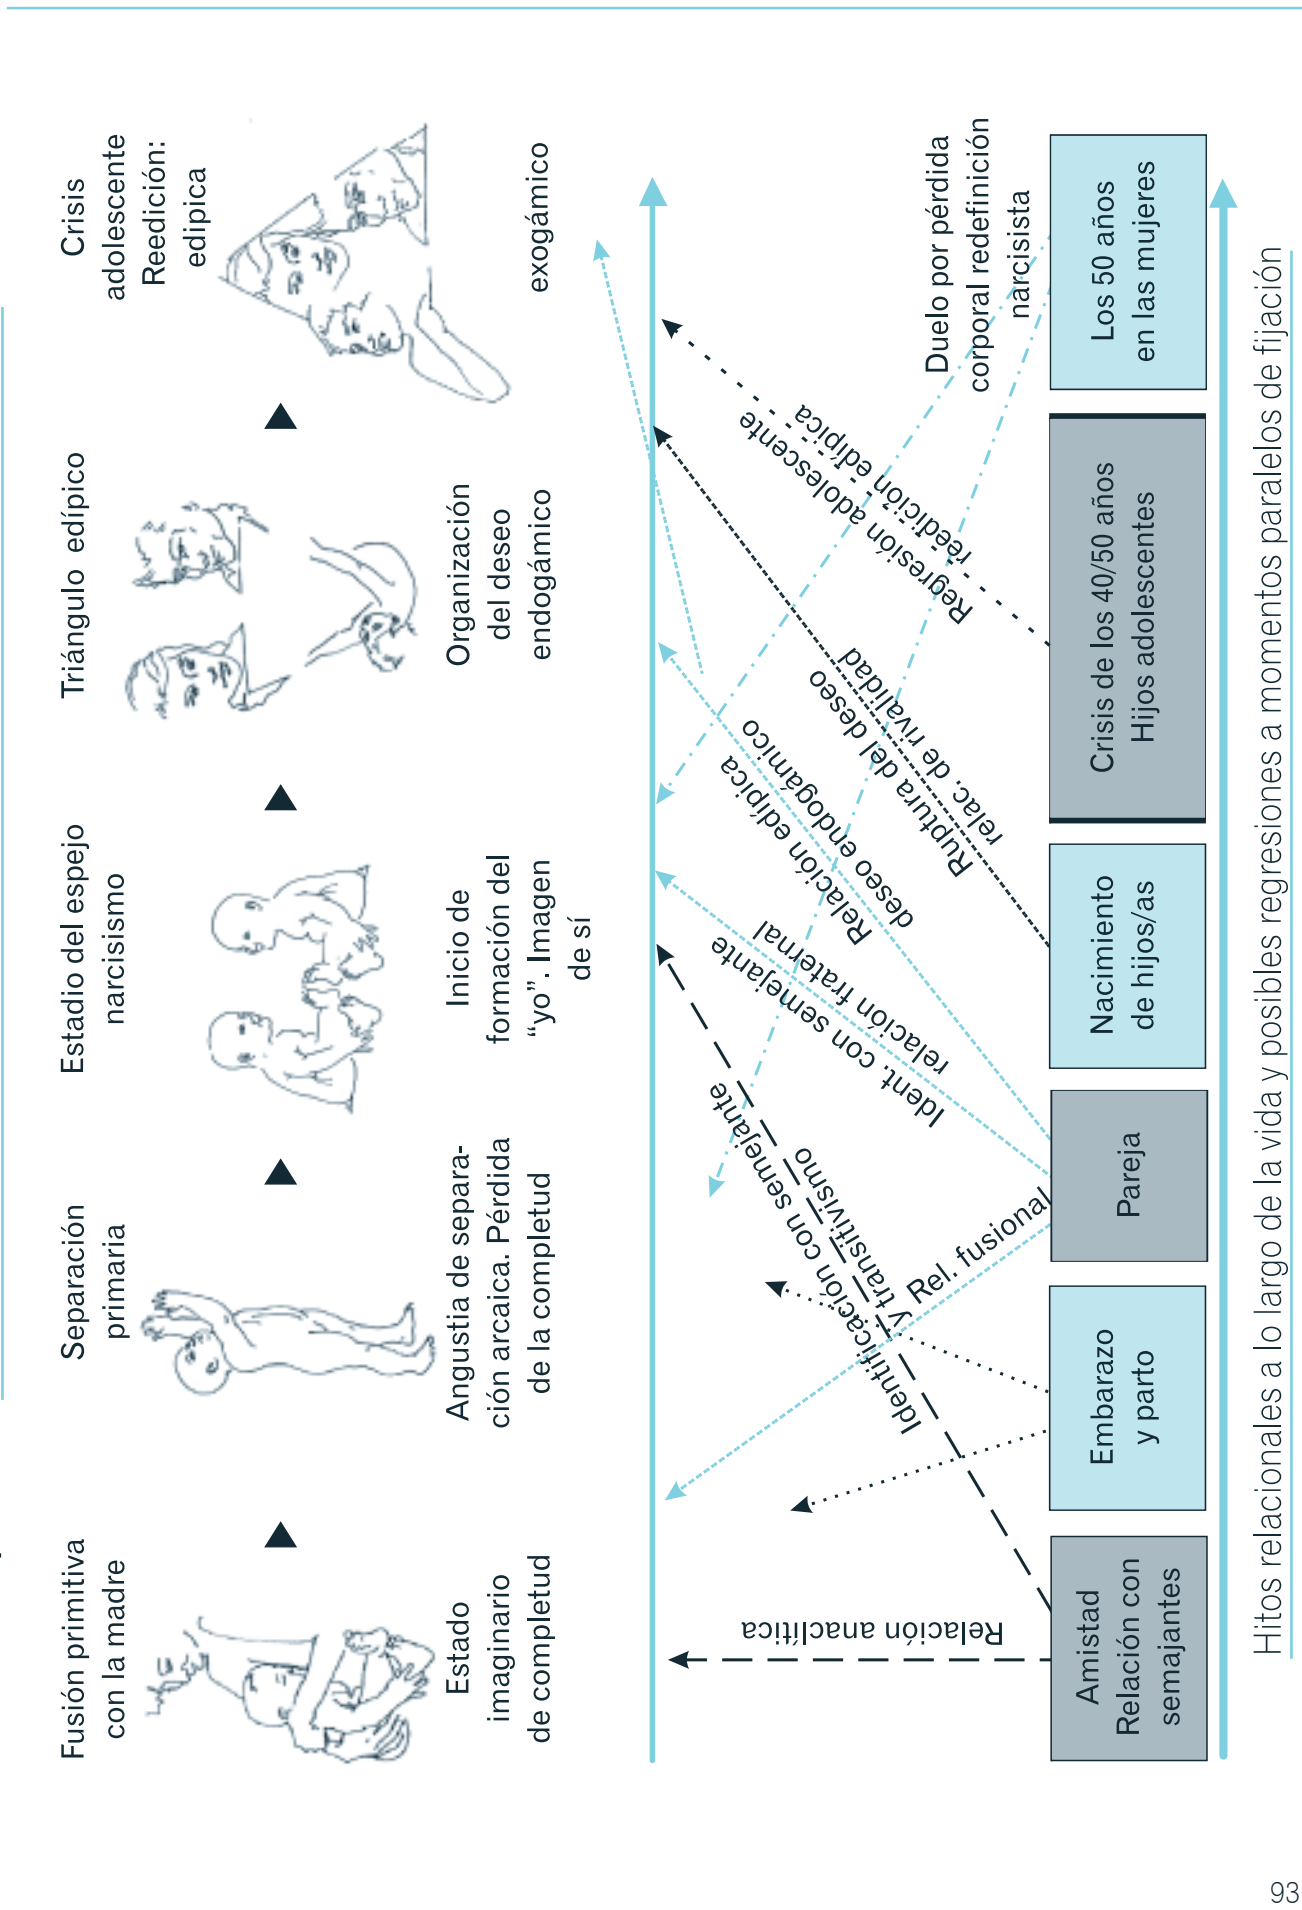 Fusión primitiva
con la madre
Separación
primaria
Estadio del espejo
narcisismo
Triángulo edípico
Crisis
adolescente
Reedición:
edipica
Estado
imaginario
de completud
Angustia de separa-
ción arcaica. Pérdida
de la completud
Inicio de
formación del
“yo”. Imagen
de sí
Organización
del deseo
endogámico
exogámico
Relación anaclítica
Identificación con semejante
y transitivismo
Rel. fusional
Ident. con semejante
relación fraternal
Relación edípica
deseo endogámico
Ruptura del deseo
relac. de rivalidad
Regresión adolescente
reedición edípica
Duelo por pérdida
corporal redefinición
narcisista
Amistad
Relación con
semajantes
Embarazo
y parto
Pareja
Nacimiento
de hijos/as
Crisis de los 40/50 años
Hijos adolescentes
Los 50 años
en las mujeres
Hitos relacionales a lo largo de la vida y posibles regresiones a momentos paralelos de fijación
93